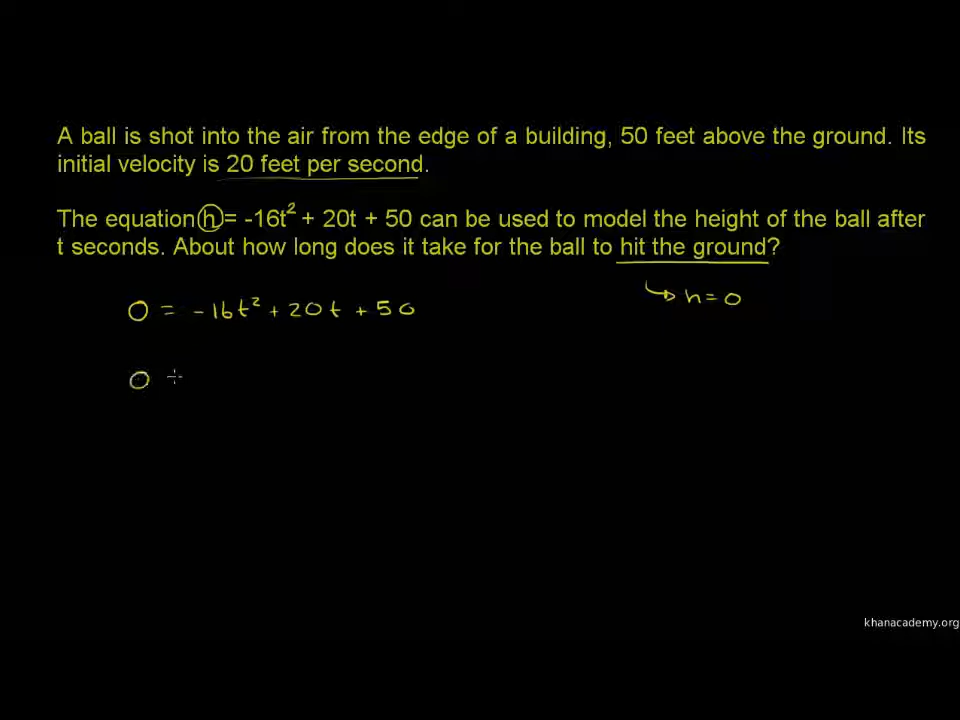 A ball is shot into the air from the edge of a building, 50 feet above the ground. Its
initial velocity is 20 feet per second.
The equation h = -16t² + 20t + 50 can be used to model the height of the ball after
t seconds. About how long does it take for the ball to hit the ground?
h = 0
0 = -16t² + 20t + 50
0
khanacademy.org